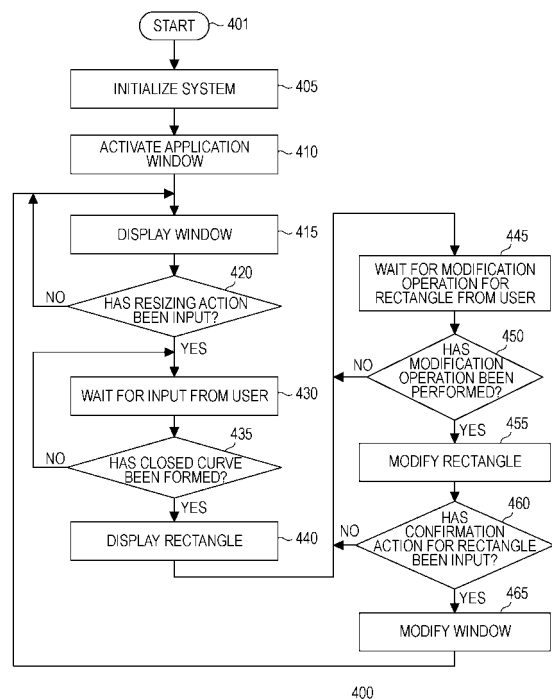 START
401
INITIALIZE SYSTEM
405
ACTIVATE APPLICATION
WINDOW
410
DISPLAY WINDOW
415
420
HAS RESIZING ACTION
BEEN INPUT?
NO
YES
WAIT FOR INPUT FROM USER
430
435
HAS CLOSED CURVE
BEEN FORMED?
NO
YES
DISPLAY RECTANGLE
440
445
WAIT FOR MODIFICATION
OPERATION FOR
RECTANGLE FROM USER
450
HAS
MODIFICATION
OPERATION BEEN
PERFORMED?
NO
YES
455
MODIFY RECTANGLE
460
HAS
CONFIRMATION
ACTION FOR RECTANGLE
BEEN INPUT?
NO
YES
465
MODIFY WINDOW
400